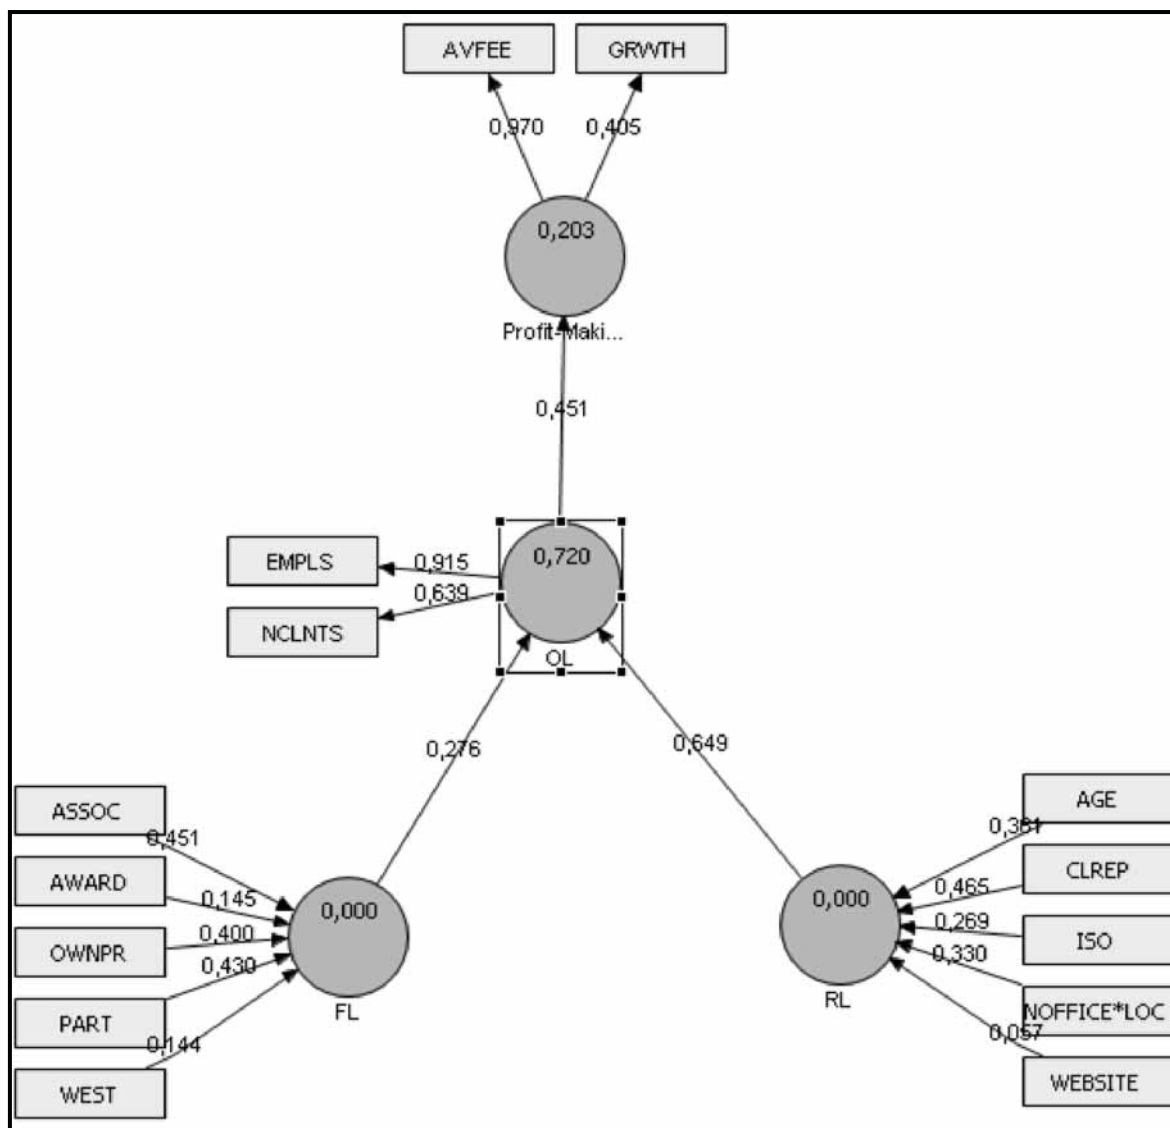 AVFEE
GRWTH
0,970
0,405
0,203
Profit-Maki...
0,451
EMPLS
0,915
0,720
0,639
NCLNTS
OL
0,276
0,649
ASSOC
0,451
AWARD
0,145
OWNPR
0,400
0,430
PART
0,144
WEST
0,000
FL
AGE
0,381
CLREP
0,465
ISO
0,269
0,330
NOFFICE*LOC
0,057
WEBSITE
0,000
RL